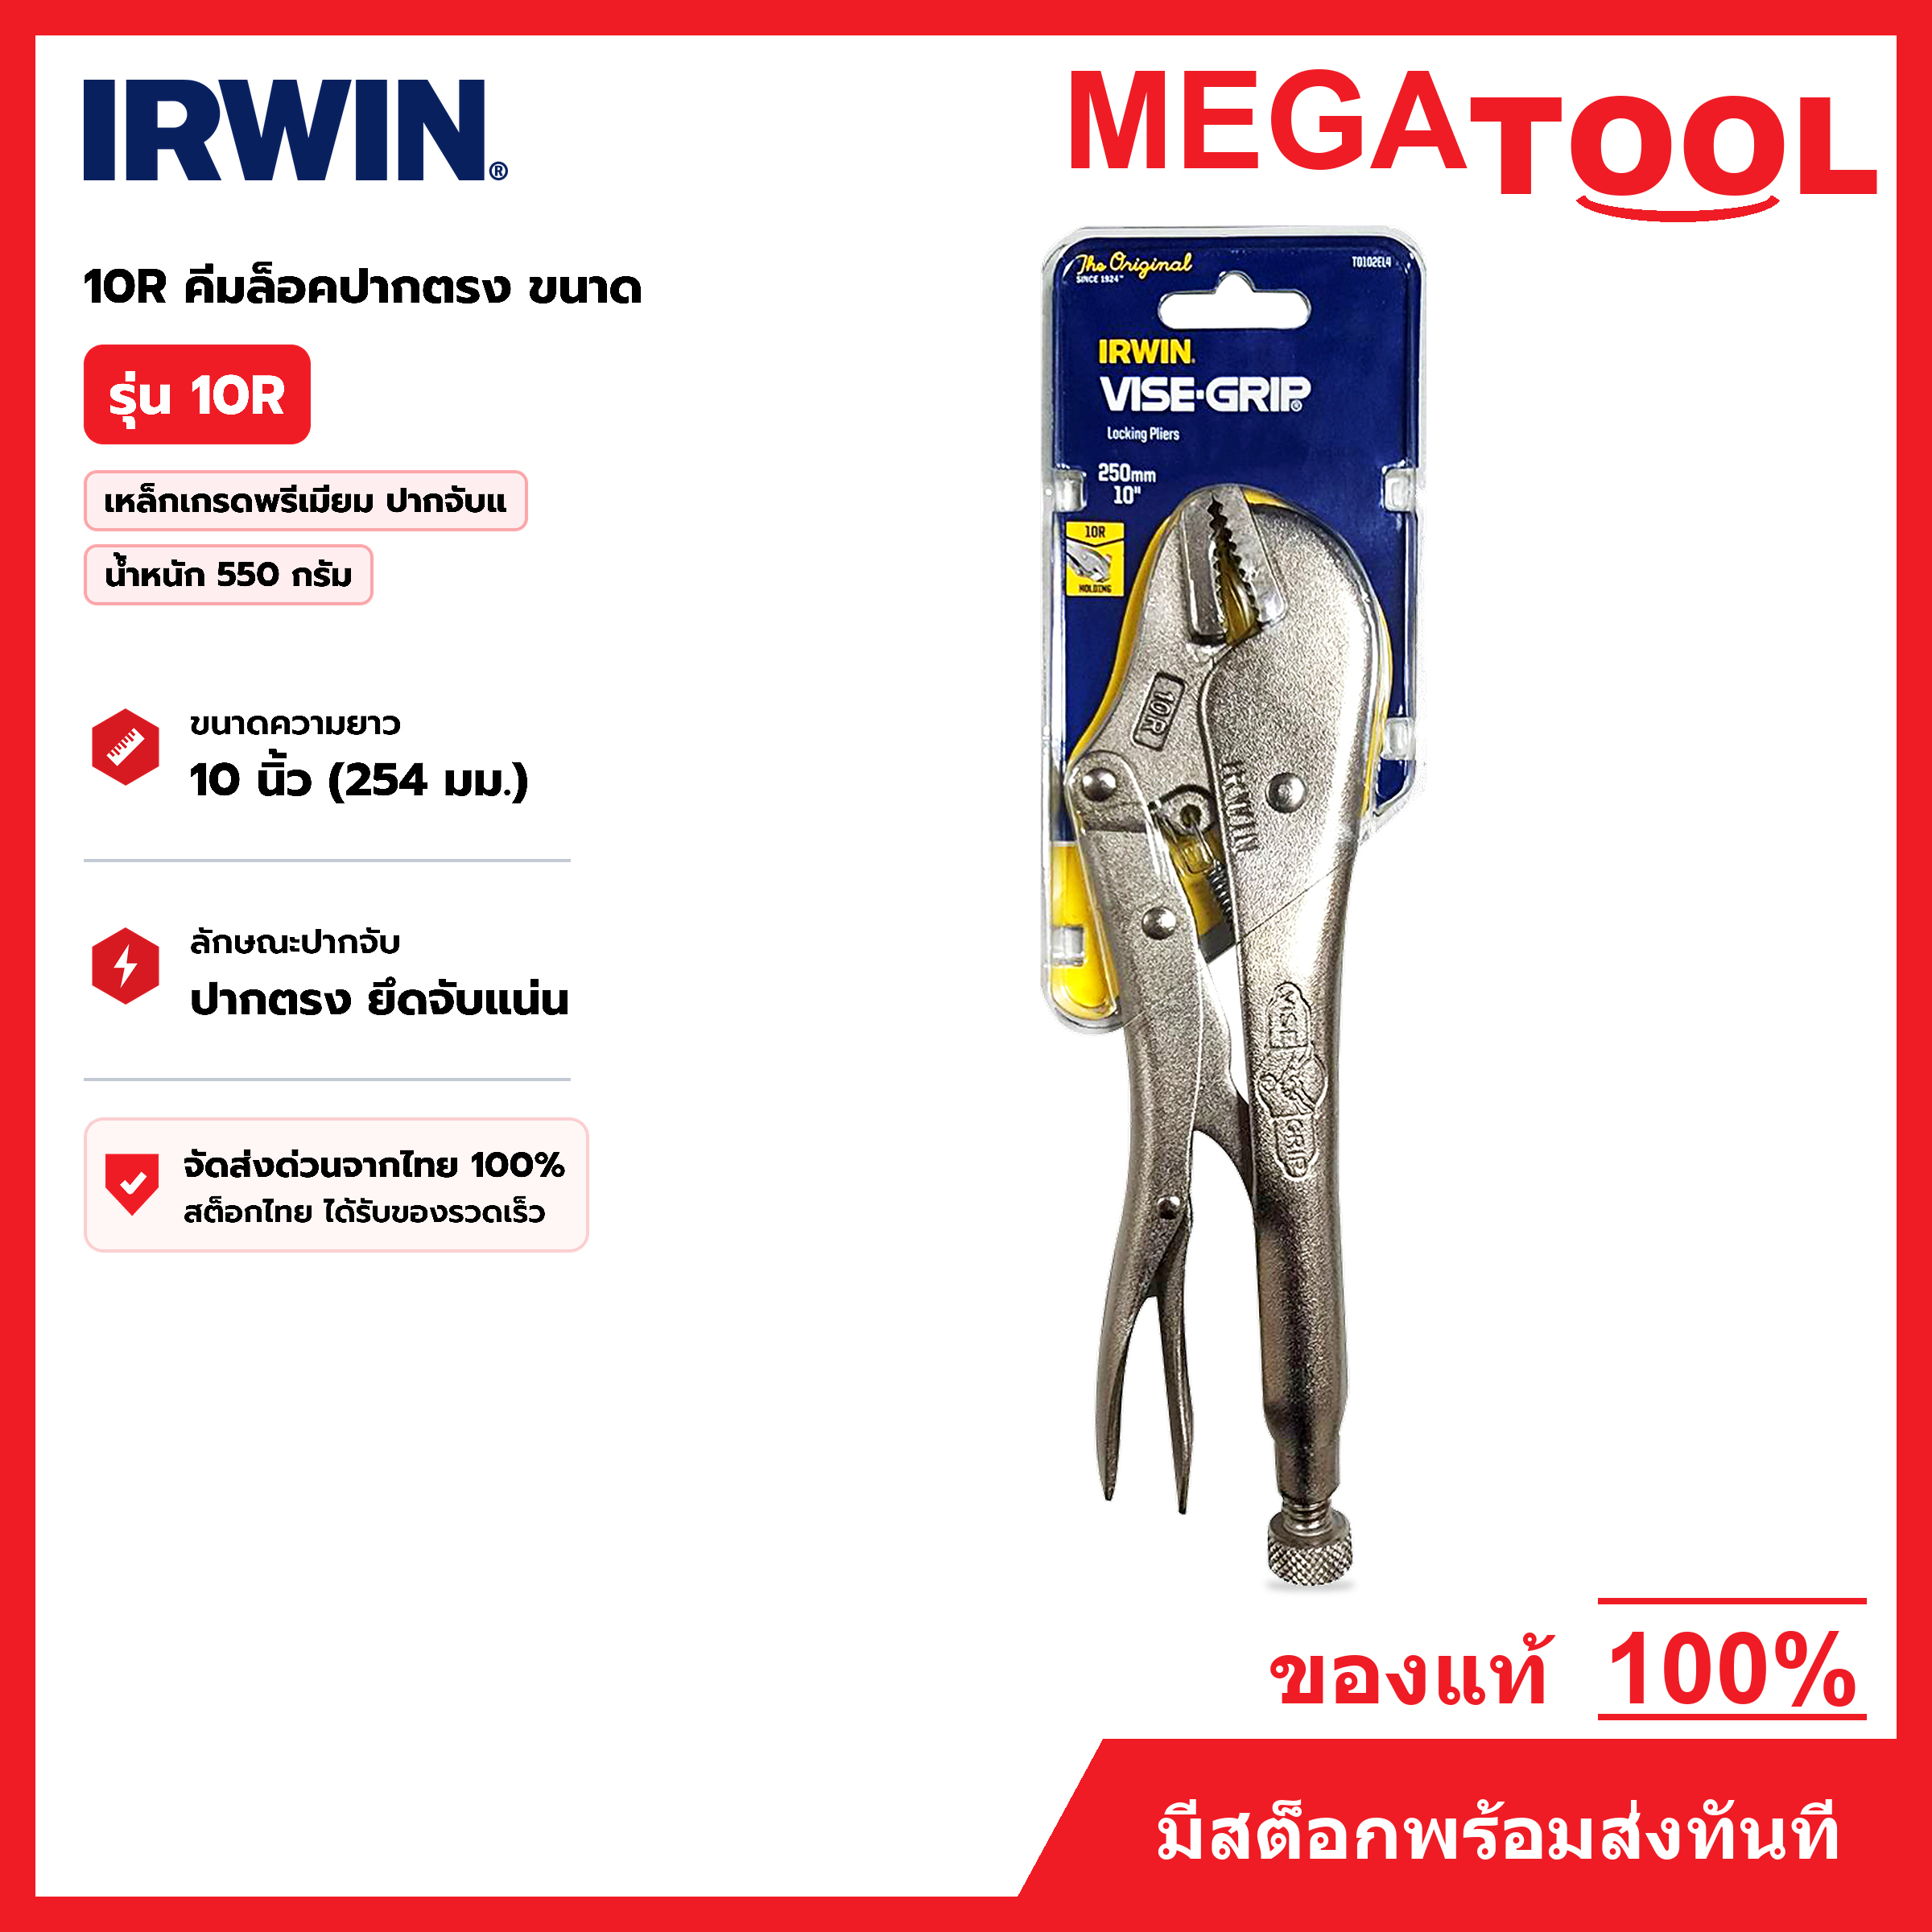 IRWIN®
MEGATOOL
10R คีมล็อคปากตรง ขนาด
รุ่น 10R
เหล็กเกรดพรีเมียม ปากจับแ
น้ำหนัก 550 กรัม
ขนาดความยาว
10 นิ้ว (254 มม.)
ลักษณะปากจับ
ปากตรง ยึดจับแน่น
จัดส่งด่วนจากไทย 100%
สต็อกไทย ได้รับของรวดเร็ว
The Original
SINCE 1924™
T0102EL4
IRWIN®
VISE-GRIP®
Locking Pliers
250mm
10"
10R
HOLDING
10R
IRWIN
VISE GRIP
ของแท้ 100%
มีสต็อกพร้อมส่งทันที